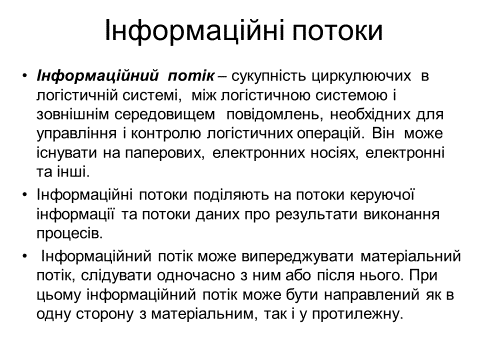 Інформаційні потоки
• Інформаційний потік – сукупність циркулюючих в
логістичній системі, між логістичною системою і
зовнішнім середовищем повідомлень, необхідних для
управління і контролю логістичних операцій. Він може
існувати на паперових, електронних носіях, електронні
та інші.
• Інформаційні потоки поділяють на потоки керуючої
інформації та потоки даних про результати виконання
процесів.
• Інформаційний потік може випереджувати матеріальний
потік, слідувати одночасно з ним або після нього. При
цьому інформаційний потік може бути направлений як в
одну сторону з матеріальним, так і у протилежну.